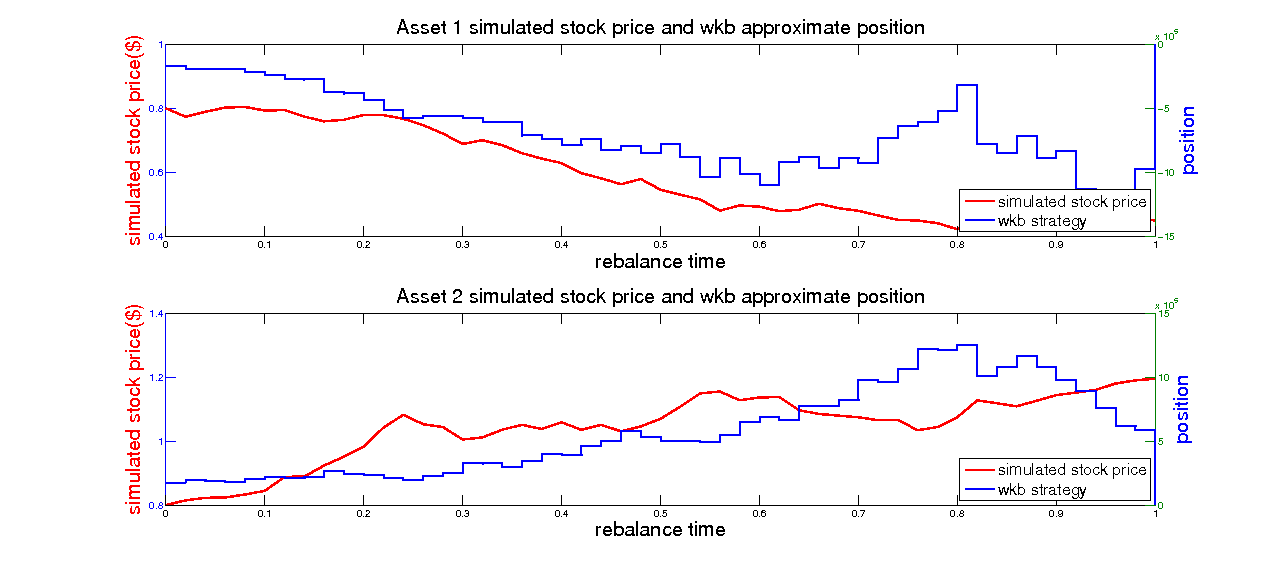 Asset 1 simulated stock price and wkb approximate position
x 10^5
simulated stock price($)
1
0.8
0.6
0.4
0
-5
-10
-15
position
simulated stock price
wkb strategy
0 0.1 0.2 0.3 0.4 0.5 0.6 0.7 0.8 0.9 1
rebalance time
Asset 2 simulated stock price and wkb approximate position
x 10^5
simulated stock price($)
1.4
1.2
1
0.8
15
10
5
0
position
simulated stock price
wkb strategy
0 0.1 0.2 0.3 0.4 0.5 0.6 0.7 0.8 0.9 1
rebalance time